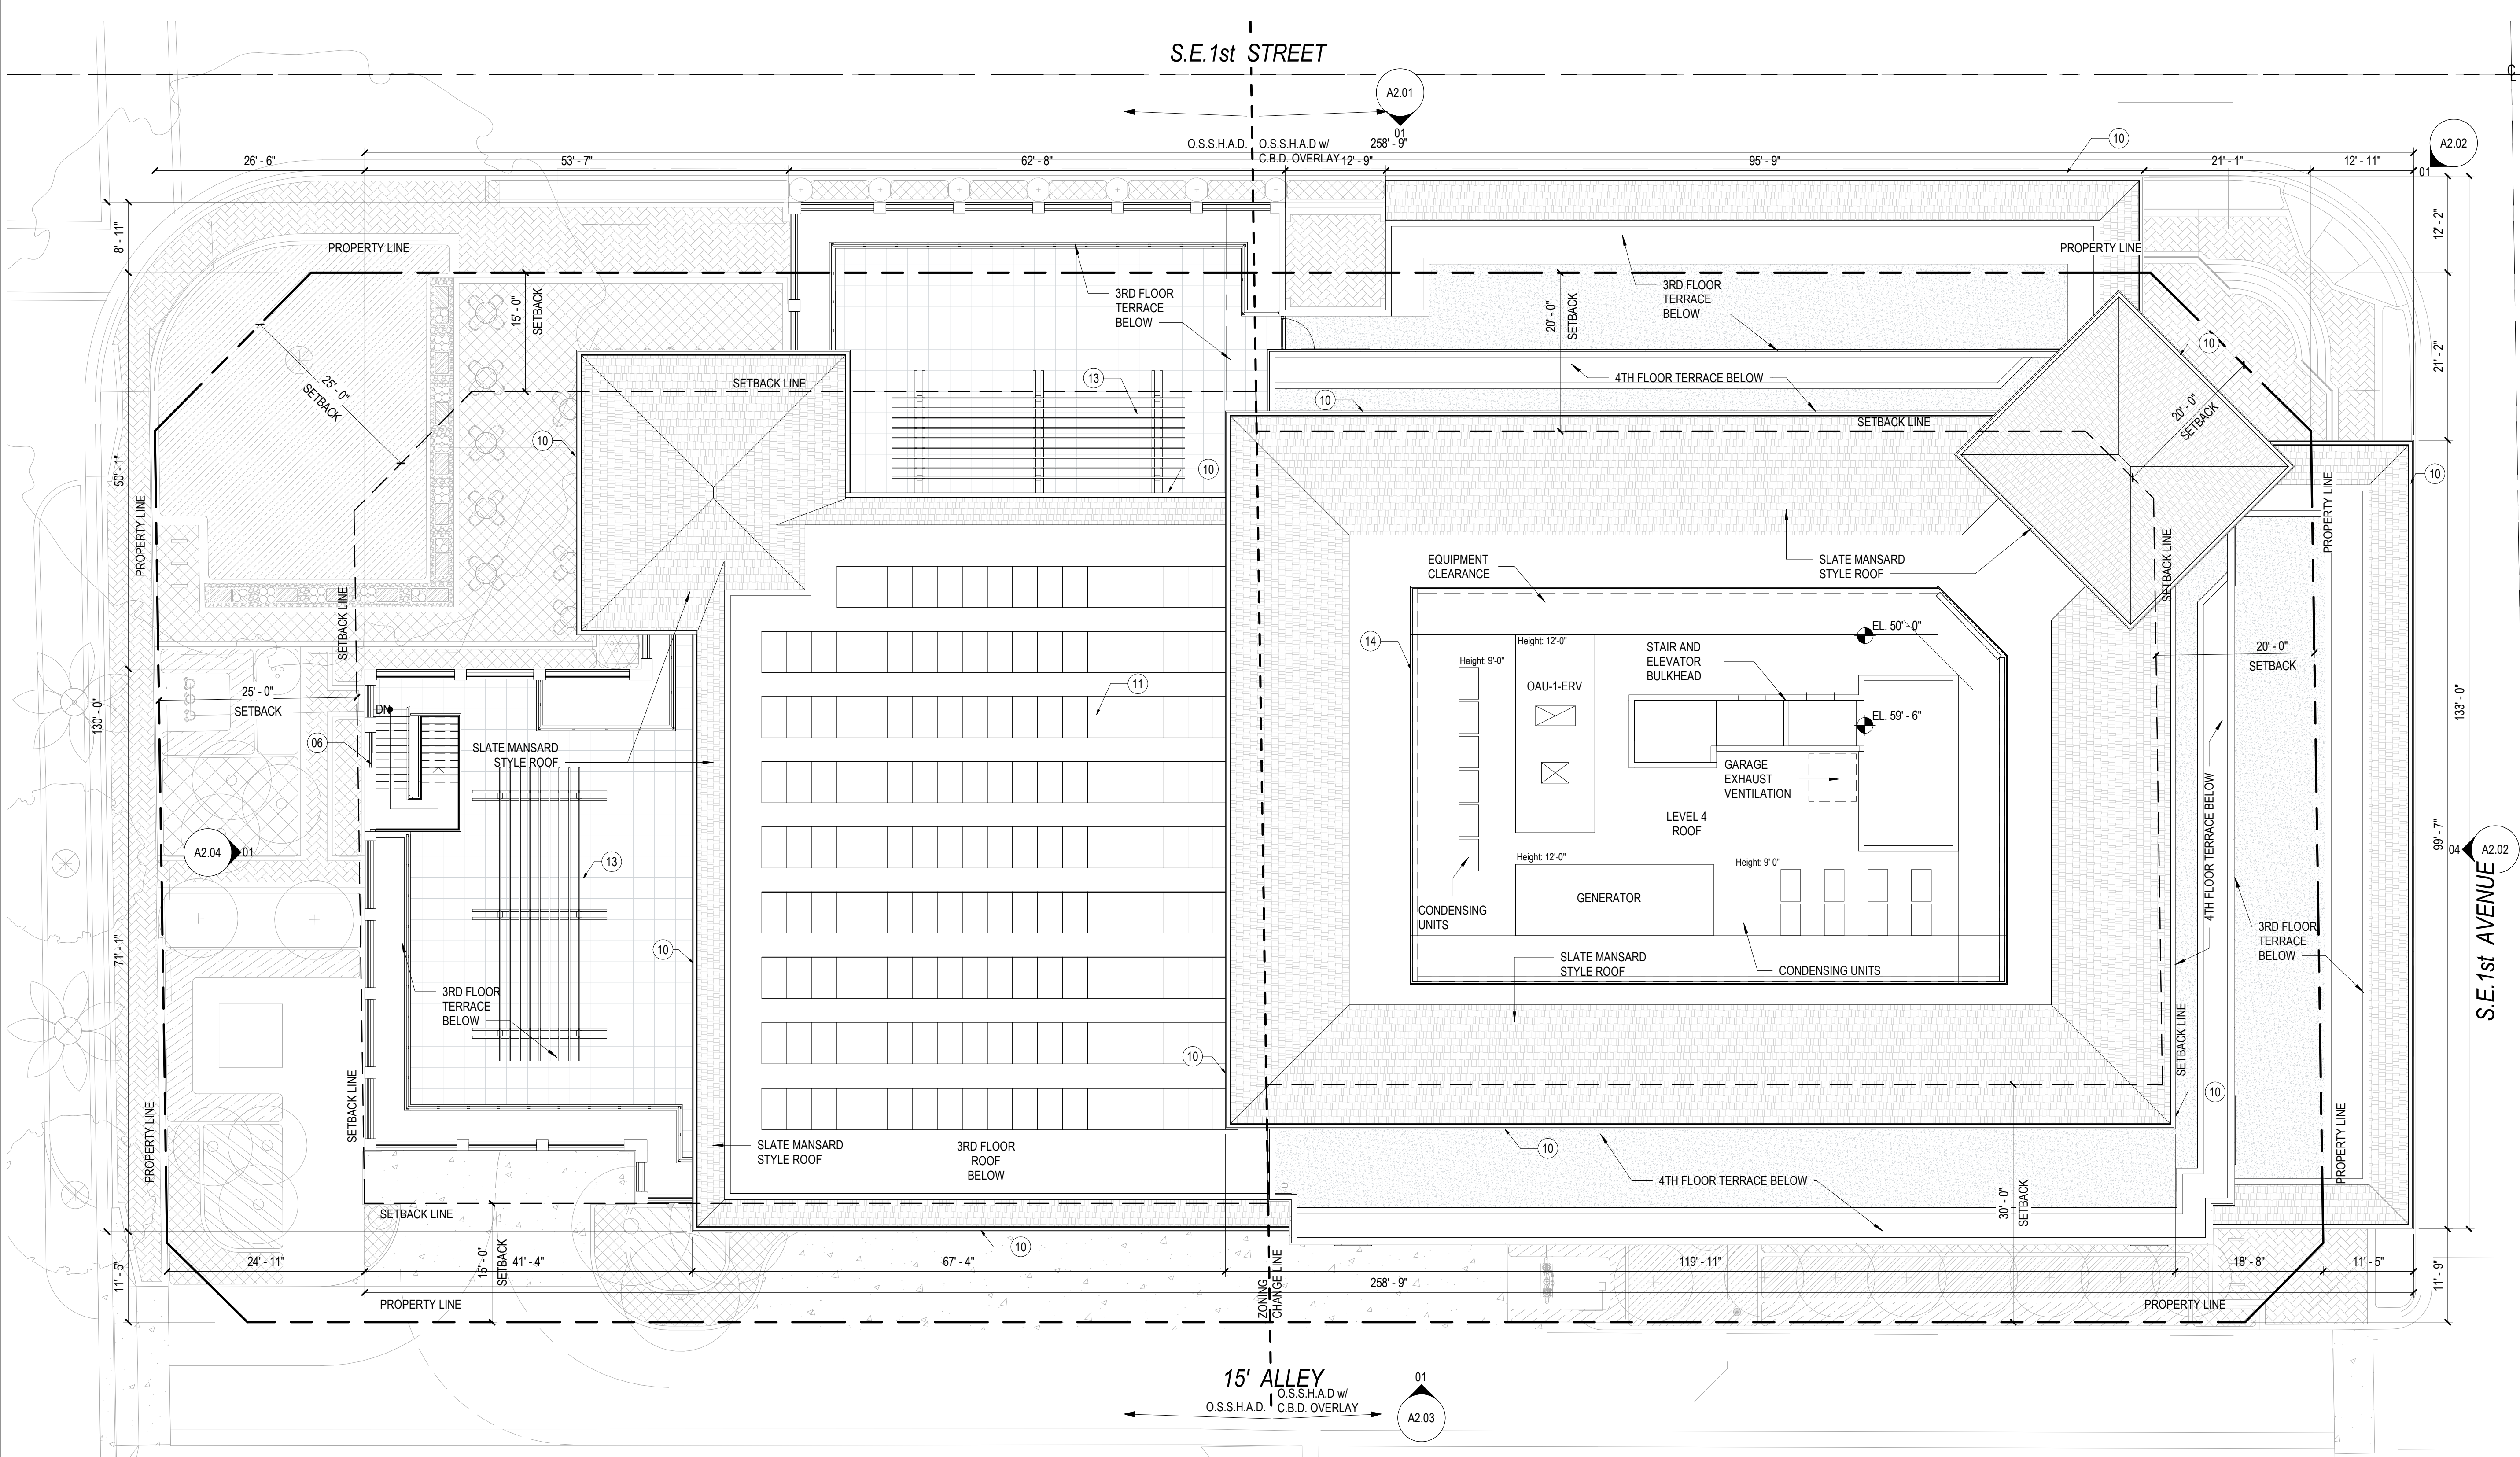 S.E.1st STREET
A2.01
01
O.S.S.H.A.D.
O.S.S.H.A.D w/
C.B.D. OVERLAY
258' - 9"
10
A2.02
01
26' - 6"
53' - 7"
62' - 8"
12' - 9"
95' - 9"
21' - 1"
12' - 11"
8' - 11"
12' - 2"
PROPERTY LINE
PROPERTY LINE
15' - 0"
SETBACK
3RD FLOOR
TERRACE
BELOW
20' - 0"
SETBACK
3RD FLOOR
TERRACE
BELOW
10
21' - 2"
25' - 0"
SETBACK
SETBACK LINE
13
4TH FLOOR TERRACE BELOW
10
SETBACK LINE
20' - 0"
SETBACK
10
10
10
50' - 1"
PROPERTY LINE
PROPERTY LINE
SETBACK LINE
SETBACK LINE
EQUIPMENT
CLEARANCE
SLATE MANSARD
STYLE ROOF
14
Height: 12'-0"
Height: 9'-0"
OAU-1-ERV
STAIR AND
ELEVATOR
BULKHEAD
EL. 50' - 0"
EL. 59' - 6"
20' - 0"
SETBACK
25' - 0"
SETBACK
DN
11
130' - 0"
133' - 0"
06
SLATE MANSARD
STYLE ROOF
GARAGE
EXHAUST
VENTILATION
LEVEL 4
ROOF
4TH FLOOR TERRACE BELOW
A2.04
01
13
Height: 12'-0"
Height: 9' 0"
GENERATOR
99' - 7"
04
A2.02
S.E.1st AVENUE
CONDENSING
UNITS
71' - 1"
10
3RD FLOOR
TERRACE
BELOW
SLATE MANSARD
STYLE ROOF
CONDENSING UNITS
3RD FLOOR
TERRACE
BELOW
10
SETBACK LINE
10
PROPERTY LINE
SETBACK LINE
PROPERTY LINE
SLATE MANSARD
STYLE ROOF
3RD FLOOR
ROOF
BELOW
10
4TH FLOOR TERRACE BELOW
30' - 0"
SETBACK
SETBACK LINE
10
11' - 5"
24' - 11"
15' - 0"
SETBACK
41' - 4"
67' - 4"
119' - 11"
18' - 8"
11' - 5"
11' - 9"
258' - 9"
ZONING
CHANGE LINE
PROPERTY LINE
PROPERTY LINE
15' ALLEY
O.S.S.H.A.D.
O.S.S.H.A.D w/
C.B.D. OVERLAY
01
A2.03